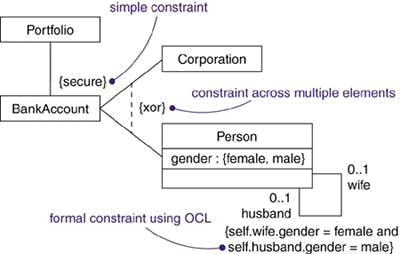 simple constraint
Portfolio
{secure}
Corporation
constraint across multiple elements
BankAccount
{xor}
Person
gender : {female, male}
0..1
wife
0..1
husband
formal constraint using OCL
{self.wife.gender = female and
self.husband.gender = male}